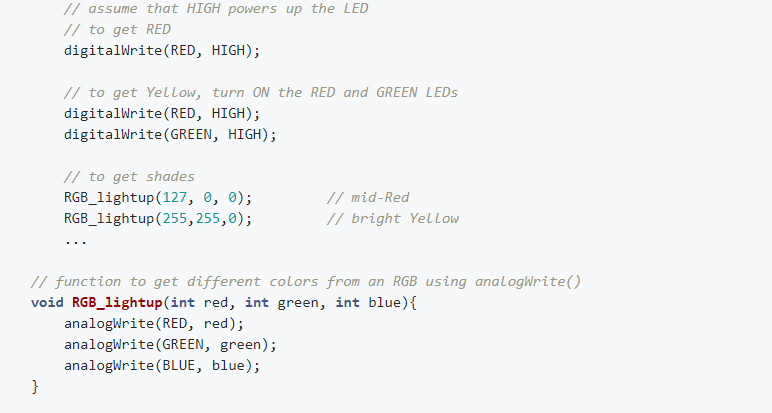 // assume that HIGH powers up the LED
// to get RED
digitalWrite(RED, HIGH);
// to get Yellow, turn ON the RED and GREEN LEDs
digitalWrite(RED, HIGH);
digitalWrite(GREEN, HIGH);
// to get shades
RGB_lightup(127, 0, 0); // mid-Red
RGB_lightup(255,255,0); // bright Yellow
...
// function to get different colors from an RGB using analogWrite()
void RGB_lightup(int red, int green, int blue){
analogWrite(RED, red);
analogWrite(GREEN, green);
analogWrite(BLUE, blue);
}